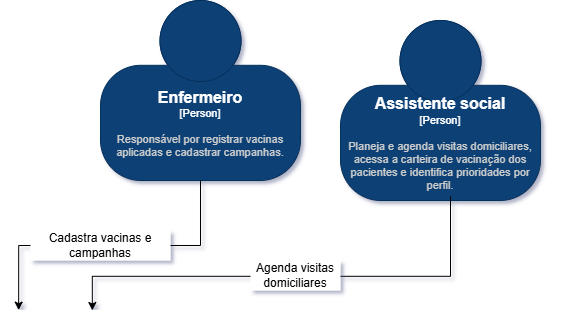 Enfermeiro
[Person]
Responsável por registrar vacinas
aplicadas e cadastrar campanhas.
Assistente social
[Person]
Planeja e agenda visitas domiciliares,
acessa a carteira de vacinação dos
pacientes e identifica prioridades por
perfil.
Cadastra vacinas e
campanhas
Agenda visitas
domiciliares